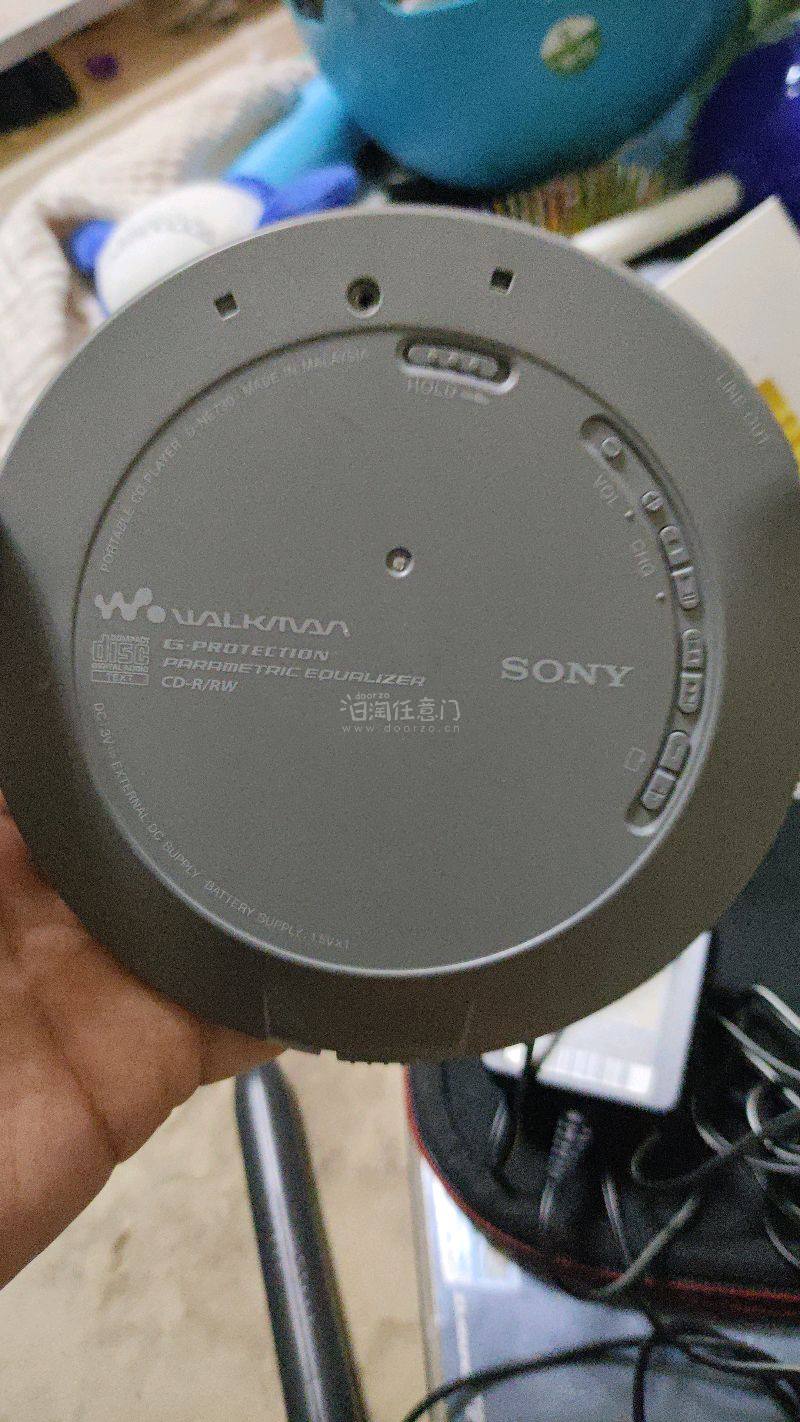 PORTABLE CD PLAYER D-NE730 MADE IN MALAYSIA
HOLD
LINE OUT
VOL
CHG
WALKMAN
COMPACT
disc
DIGITAL AUDIO
TEXT
G-PROTECTION
PARAMETRIC EQUALIZER
CD-R/RW
SONY
doorzo
任意门
www.doorzo.cn
DC 3V EXTERNAL DC SUPPLY BATTERY SUPPLY, 1.5V×1